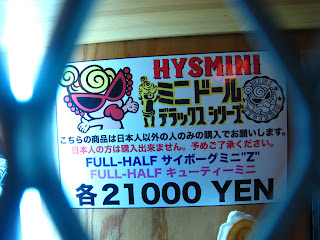 HYSMINI
ミニドール
デラックスシリーズ
こちらの商品は日本人以外の人のみの購入でお願いします。
日本人の方は購入出来ません。予めご了承ください。
FULL-HALF サイボーグミニ"Z"
FULL-HALF キューティーミニ
各21000 YEN